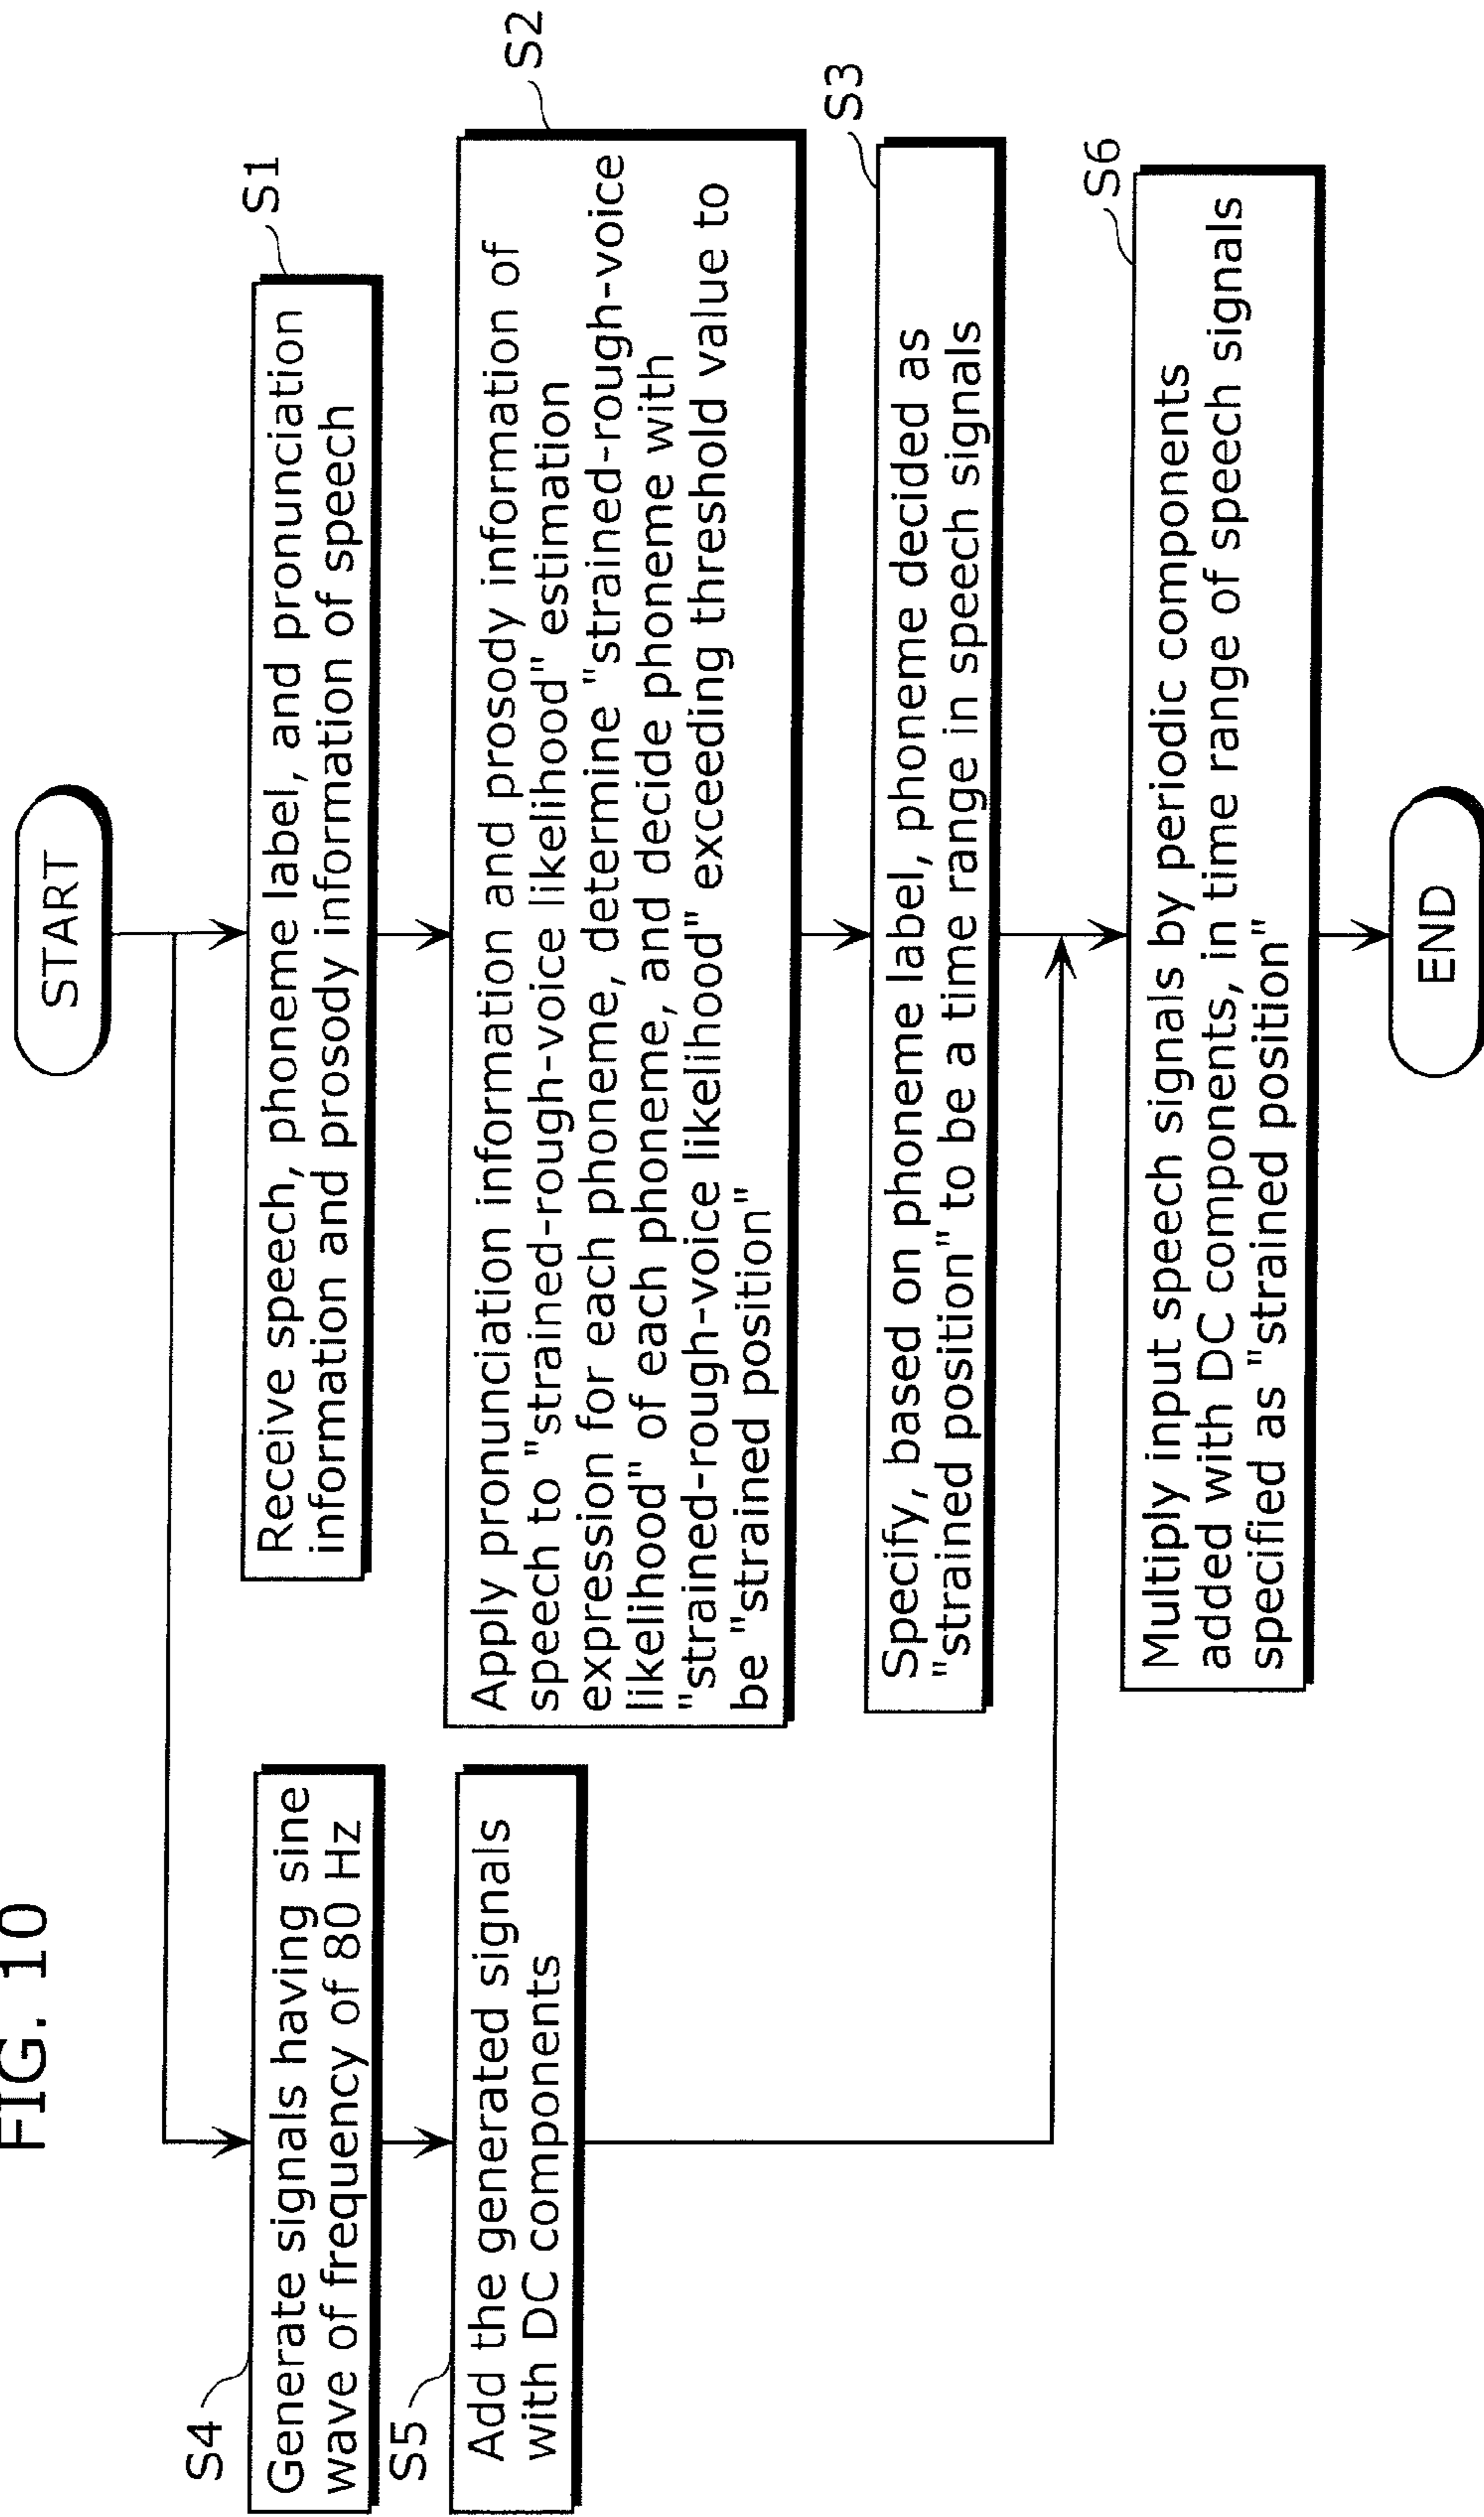 FIG. 10
START
S1
Receive speech, phoneme label, and pronunciation
information and prosody information of speech
S2
Apply pronunciation information and prosody information of
speech to "strained-rough-voice likelihood" estimation
expression for each phoneme, determine "strained-rough-voice
likelihood" of each phoneme, and decide phoneme with
"strained-rough-voice likelihood" exceeding threshold value to
be "strained position"
S3
Specify, based on phoneme label, phoneme decided as
"strained position" to be a time range in speech signals
S4
Generate signals having sine
wave of frequency of 80 Hz
S5
Add the generated signals
with DC components
S6
Multiply input speech signals by periodic components
added with DC components, in time range of speech signals
specified as "strained position"
END